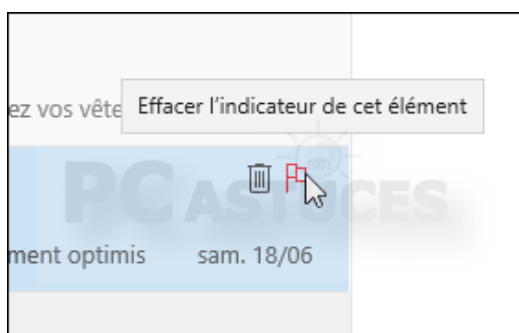 Effacer l'indicateur de cet élément
ez vos vête
PC ASTUCES
ment optimis sam. 18/06